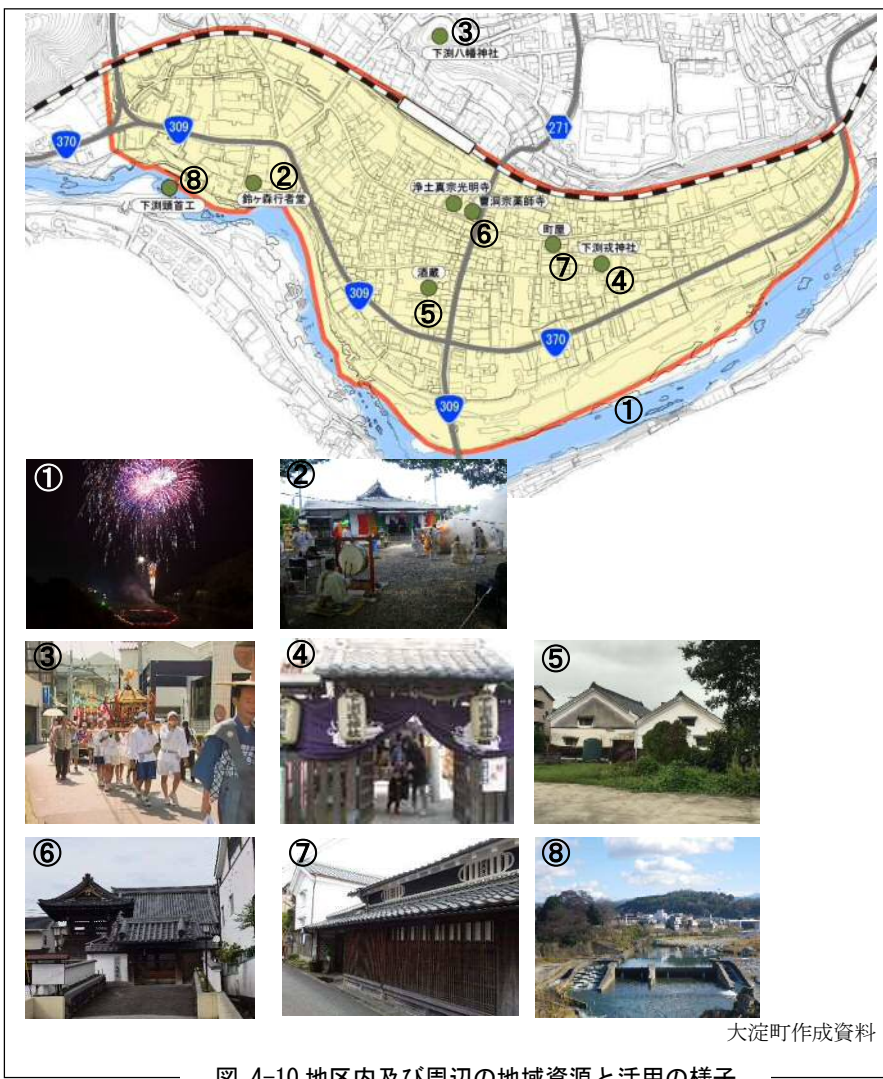 ③
下渕八幡神社
370
309
271
⑧
下渕頭首工
②
鈴ヶ森行者堂
浄土真宗光明寺
曹洞宗薬師寺
⑥
町屋
⑦
下渕戎神社
④
酒蔵
⑤
309
370
309
①
①
②
③
④
⑤
⑥
⑦
⑧
大淀町作成資料
図 4-10 地区内及び周辺の地域資源と活用の様子